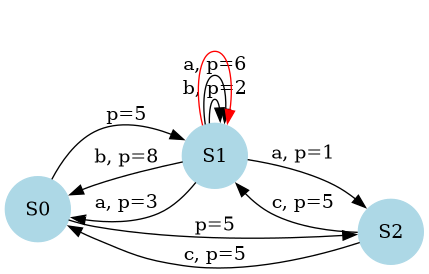 a, p=6
b, p=2
p=5
b, p=8
S1
a, p=1
a, p=3
c, p=5
S0
p=5
S2
c, p=5